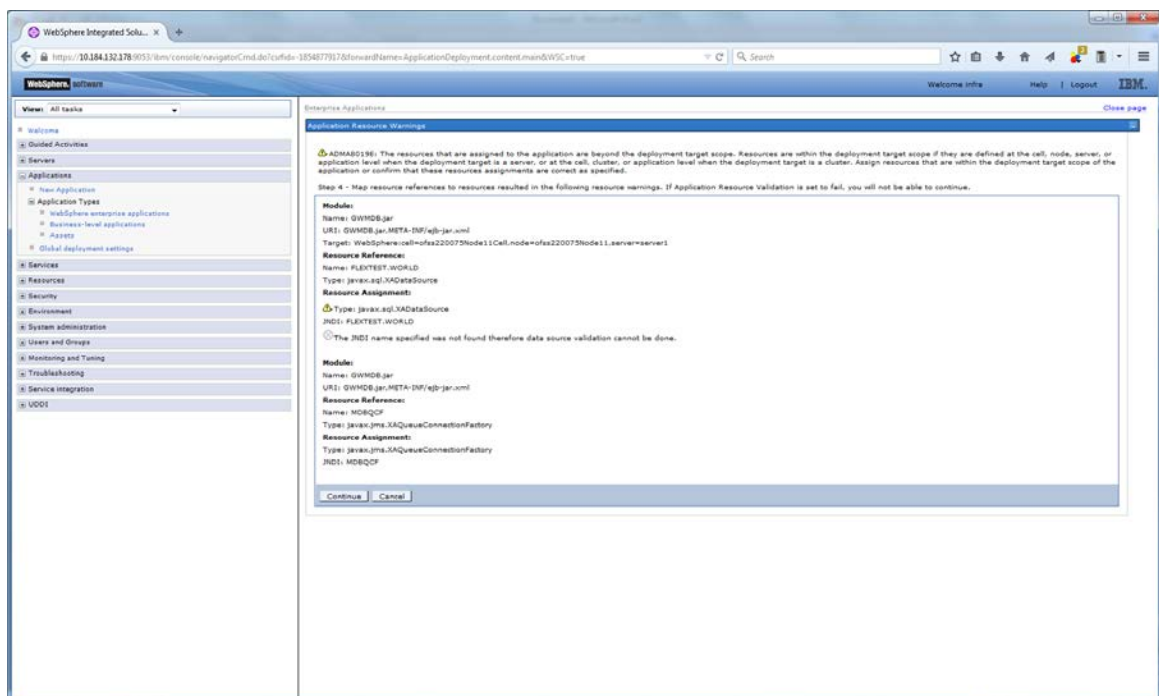 WebSphere Integrated Solu... ×
https://10.184.132.178:9053/ibm/console/navigatorCmd.do?csrfid=-1854877917&forwardName=ApplicationDeployment.content.main&WSC=true
Search
WebSphere. software
Welcome infra
Help | Logout
IBM.
View: All tasks
Welcome
Guided Activities
Servers
Applications
New Application
Application Types
WebSphere enterprise applications
Business-level applications
Assets
Global deployment settings
Services
Resources
Security
Environment
System administration
Users and Groups
Monitoring and Tuning
Troubleshooting
Service integration
UDDI
Enterprise Applications
Close page
Application Resource Warnings
ADMA8019E: The resources that are assigned to the application are beyond the deployment target scope. Resources are within the deployment target scope if they are defined at the cell, node, server, or
application level when the deployment target is a server, or at the cell, cluster, or application level when the deployment target is a cluster. Assign resources that are within the deployment target scope of the
application or confirm that these resources assignments are correct as specified.
Step 4 - Map resource references to resources resulted in the following resource warnings. If Application Resource Validation is set to fail, you will not be able to continue.
Module:
Name: GWMDB.jar
URI: GWMDB.jar,META-INF/ejb-jar.xml
Target: WebSphere:cell=ofss220075Node11Cell,node=ofss220075Node11,server=server1
Resource Reference:
Name: FLEXTEST.WORLD
Type: javax.sql.XADataSource
Resource Assignment:
Type: javax.sql.XADataSource
JNDI: FLEXTEST.WORLD
The JNDI name specified was not found therefore data source validation cannot be done.
Module:
Name: GWMDB.jar
URI: GWMDB.jar,META-INF/ejb-jar.xml
Resource Reference:
Name: MDBQCF
Type: javax.jms.XAQueueConnectionFactory
Resource Assignment:
Type: javax.jms.XAQueueConnectionFactory
JNDI: MDBQCF
Continue
Cancel